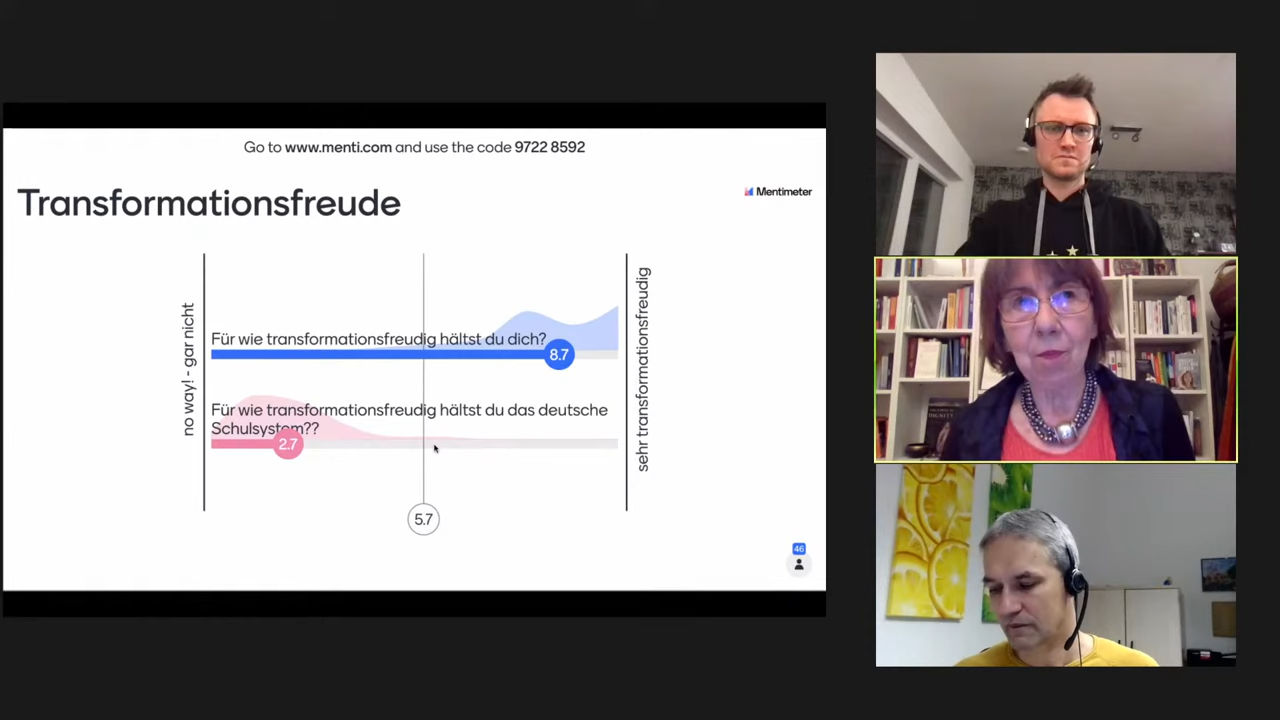 Go to www.menti.com and use the code 9722 8592
Transformationsfreude
Mentimeter
no way! - gar nicht
Für wie transformationsfreudig hältst du dich?
8.7
Für wie transformationsfreudig hältst du das deutsche
Schulsystem??
2.7
sehr transformationsfreudig
5.7
46